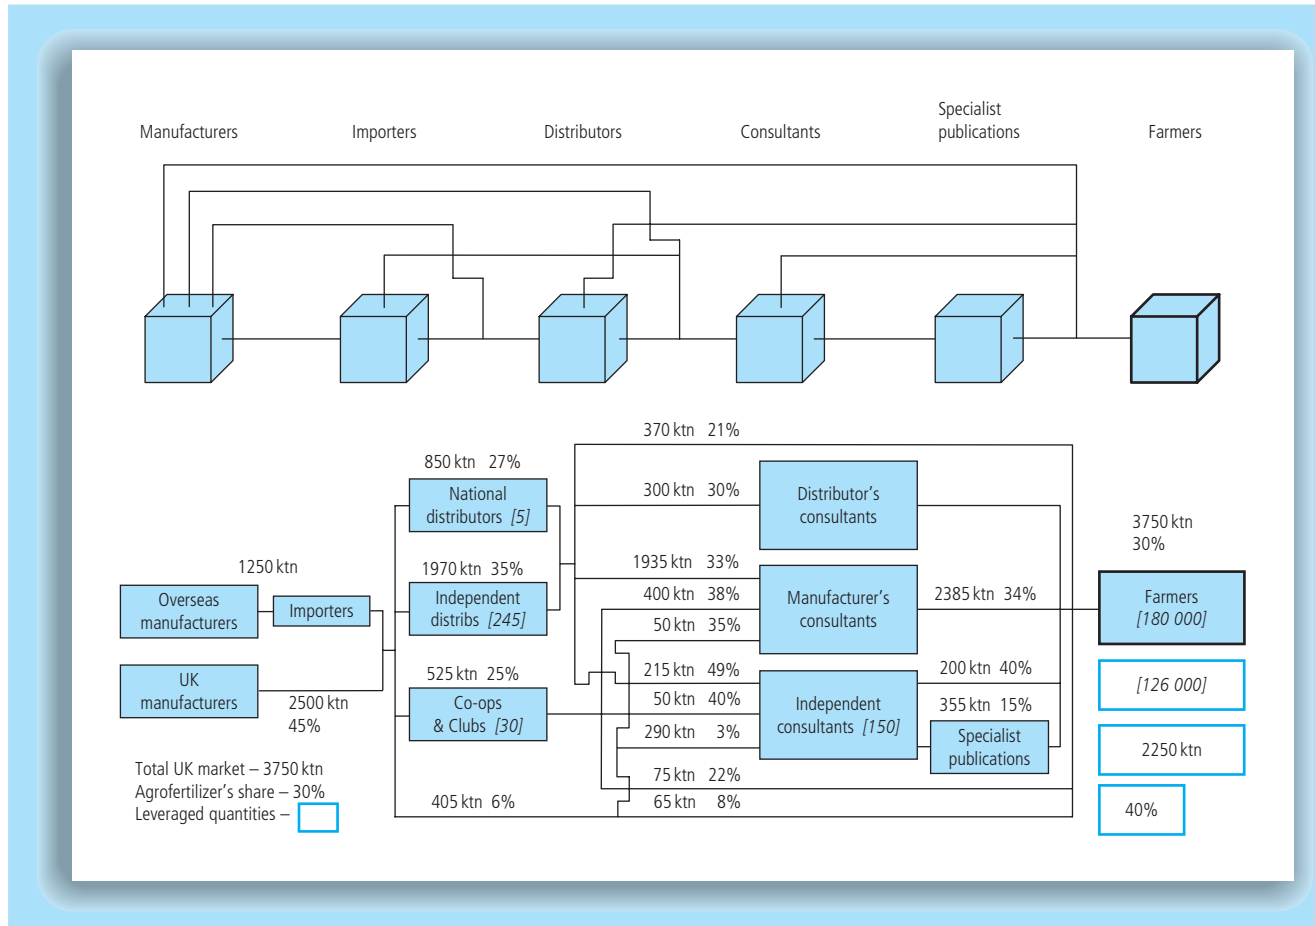 Manufacturers
Importers
Distributors
Consultants
Specialist
publications
Farmers
370 ktn 21%
850 ktn 27%
National
distributors [5]
300 ktn 30%
Distributor's
consultants
3750 ktn
30%
1250 ktn
1970 ktn 35%
1935 ktn 33%
Overseas
manufacturers
Importers
Independent
distribs [245]
400 ktn 38%
Manufacturer's
consultants
2385 ktn 34%
Farmers
[180 000]
50 ktn 35%
UK
manufacturers
525 ktn 25%
215 ktn 49%
200 ktn 40%
[126 000]
2500 ktn
45%
Co-ops
& Clubs [30]
50 ktn 40%
Independent
consultants [150]
355 ktn 15%
290 ktn 3%
Specialist
publications
2250 ktn
Total UK market – 3750 ktn
Agrofertilizer's share – 30%
Leveraged quantities –
75 ktn 22%
405 ktn 6%
65 ktn 8%
40%